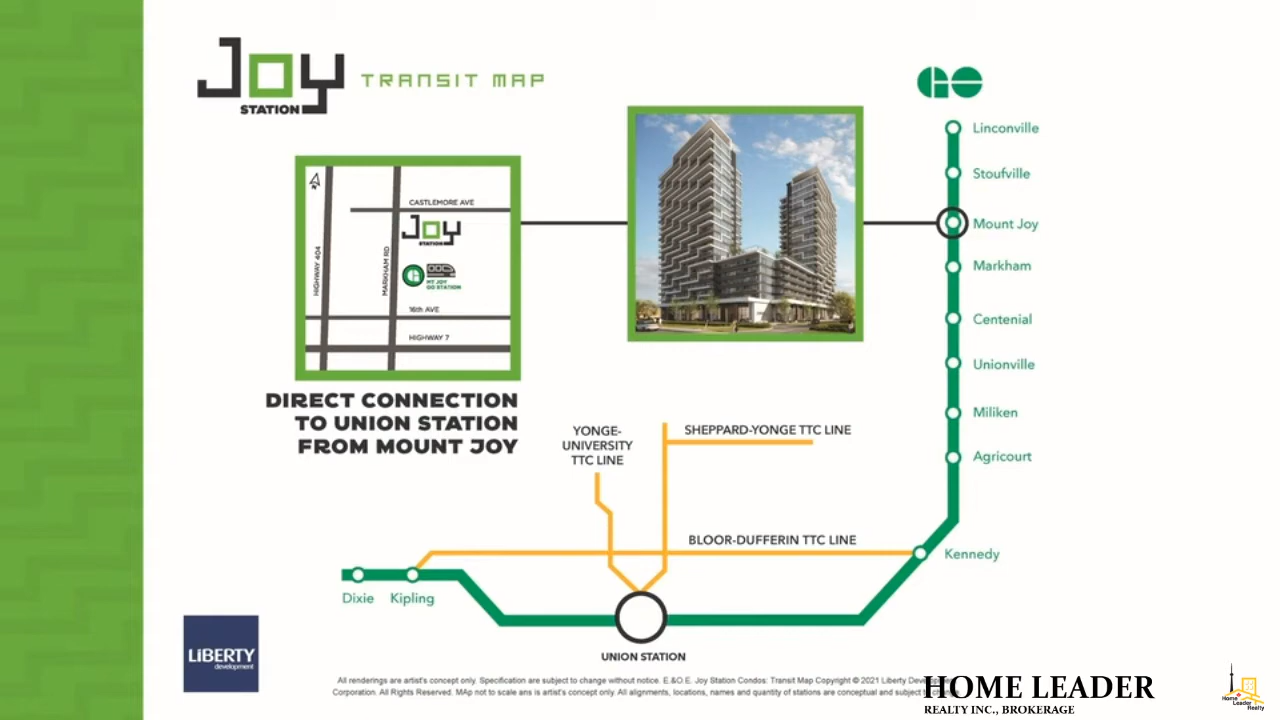 JOY
STATION
TRANSIT MAP
GO
Linconville
Stoufville
Mount Joy
Markham
Centenial
Unionville
Miliken
Agricourt
Kennedy
CASTLEMORE AVE
JOY
STATION
HIGHWAY 404
MARKHAM RD
MT JOY
GO STATION
16th AVE
HIGHWAY 7
DIRECT CONNECTION
TO UNION STATION
FROM MOUNT JOY
YONGE-
UNIVERSITY
TTC LINE
SHEPPARD-YONGE TTC LINE
BLOOR-DUFFERIN TTC LINE
Dixie
Kipling
UNION STATION
LiBERTY
development
All renderings are artist's concept only. Specification are subject to change without notice. E.&O.E. Joy Station Condos: Transit Map Copyright © 2021 Liberty
Corporation. All Rights Reserved. MAp not to scale ans is artist's concept only. All alignments, locations, names and quantity of stations are conceptual and
HOME LEADER
REALTY INC., BROKERAGE
Home
Leader
Realty